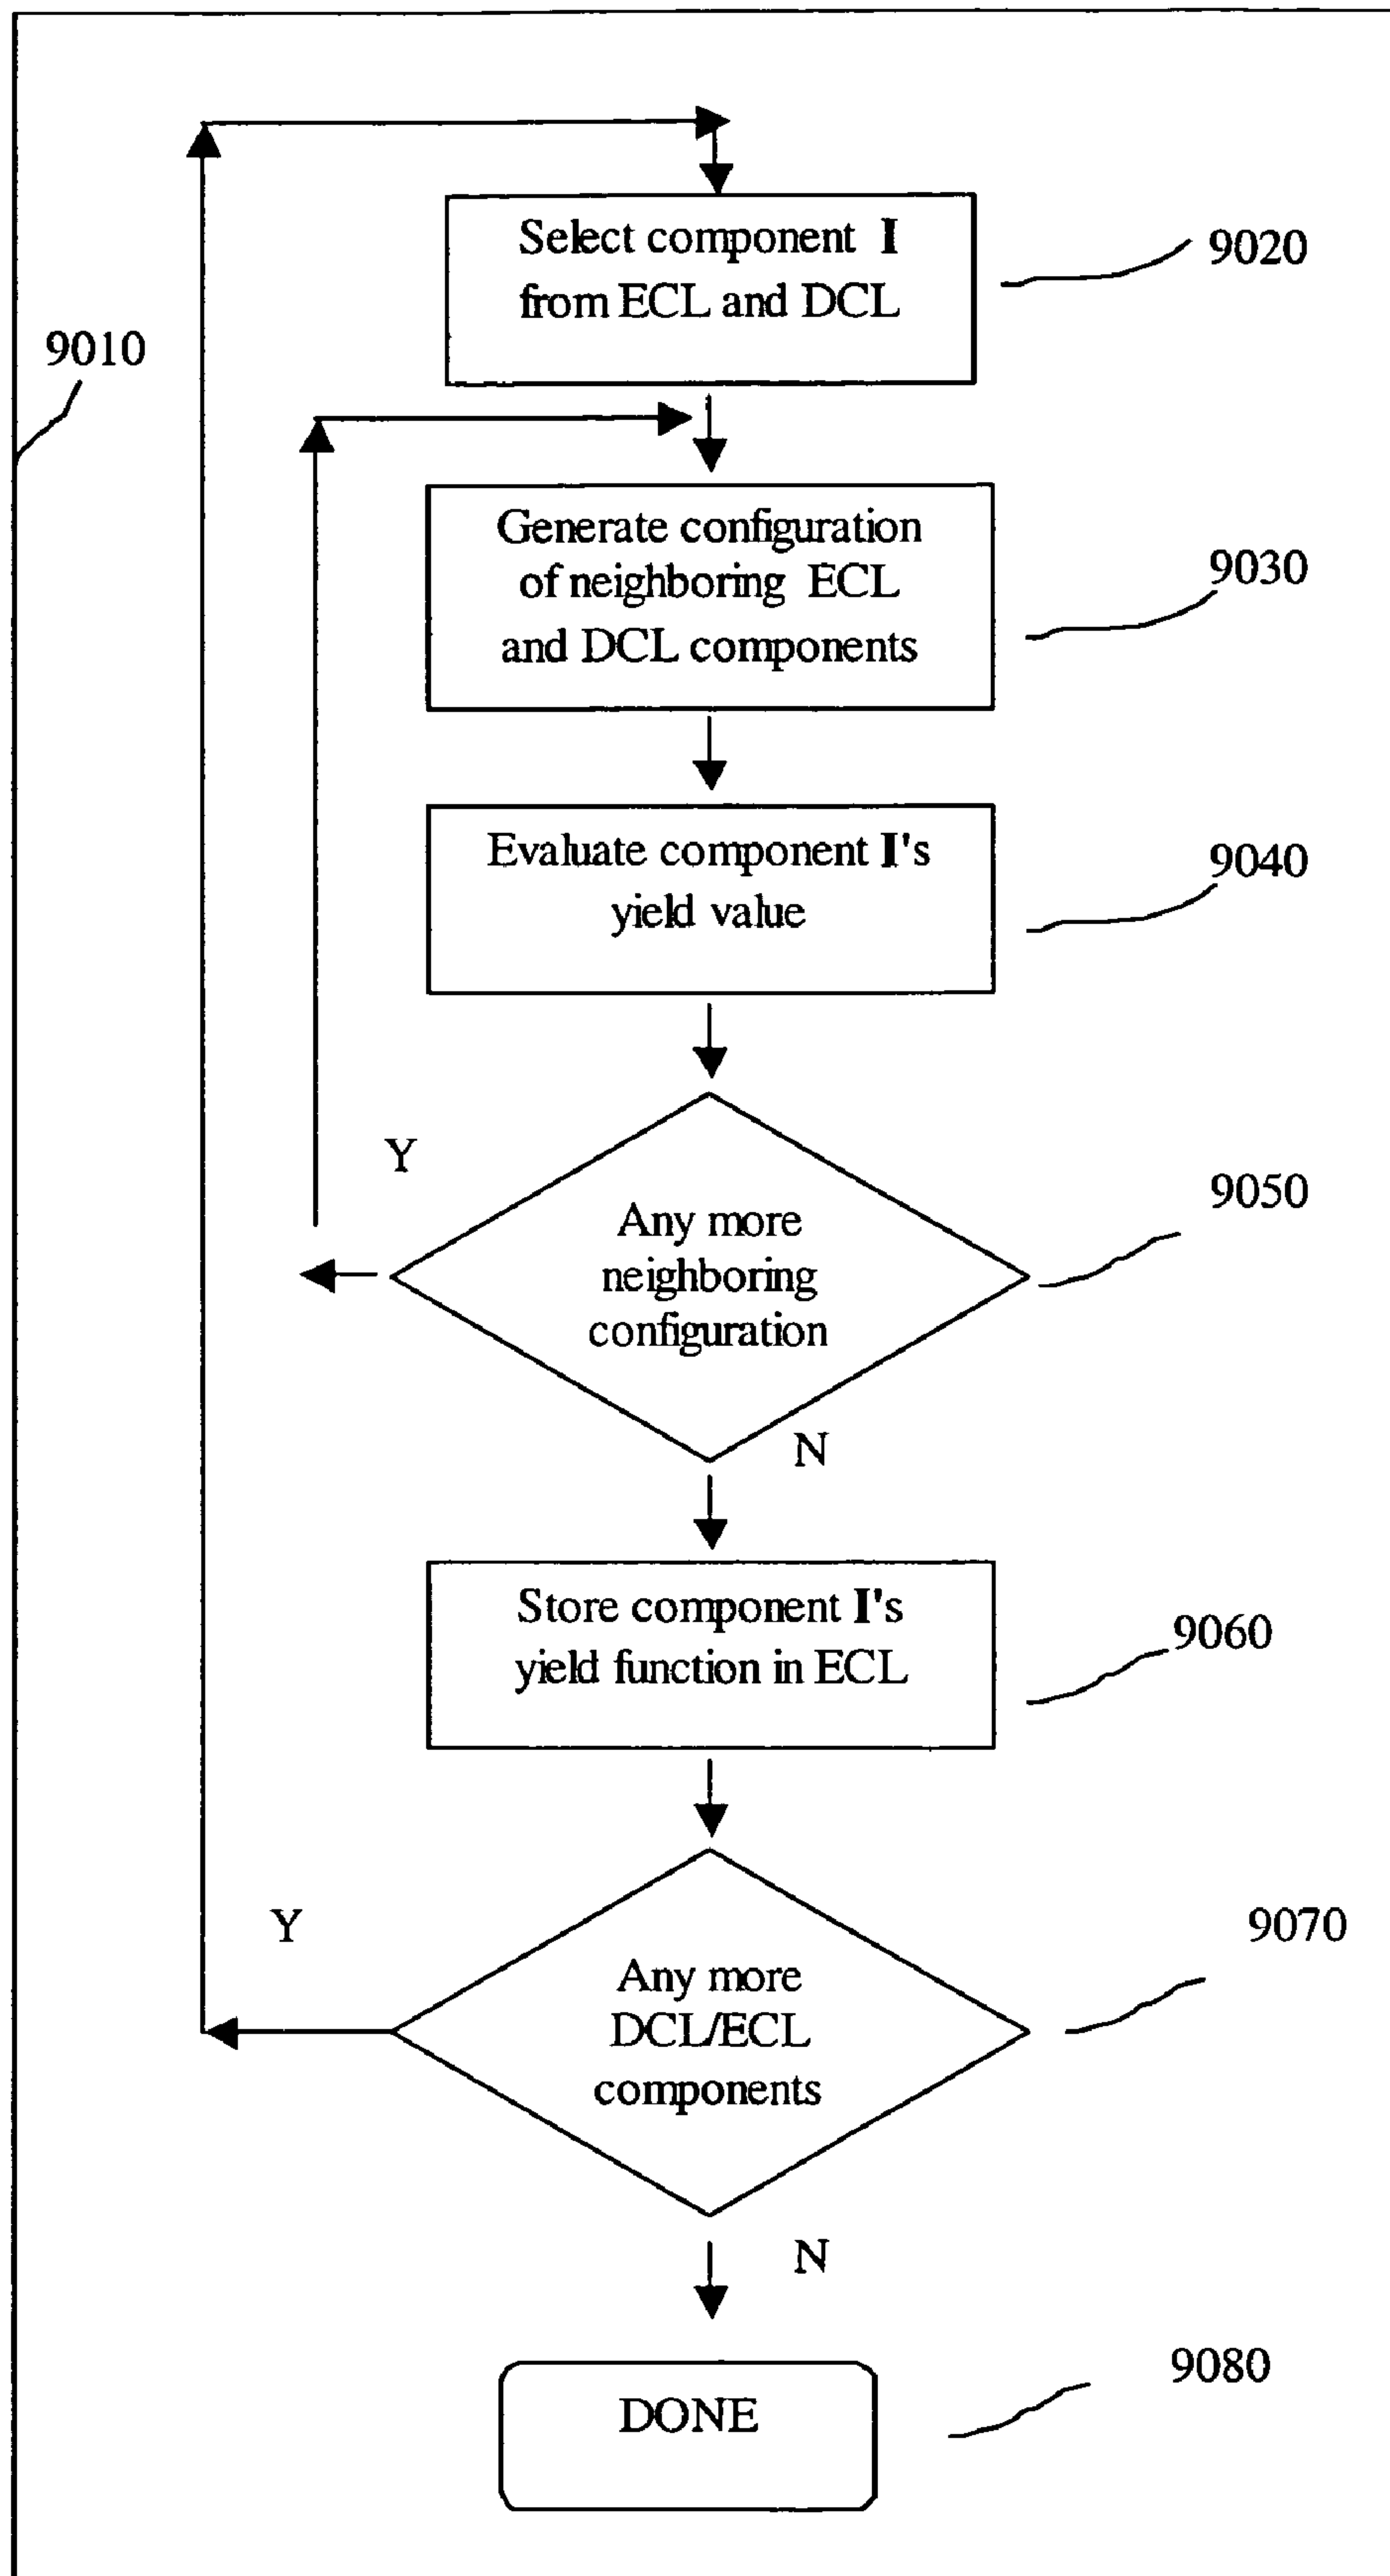 Select component I
from ECL and DCL
9020
9010
Generate configuration
of neighboring ECL
and DCL components
9030
Evaluate component I's
yield value
9040
Y
Any more
neighboring
configuration
9050
N
Store component I's
yield function in ECL
9060
Y
Any more
DCL/ECL
components
9070
N
DONE
9080